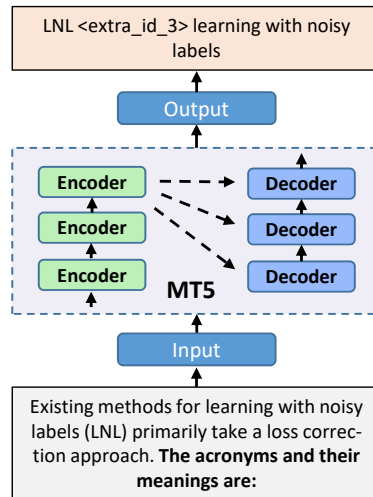 LNL <extra_id_3> learning with noisy
labels
Output
Encoder
Decoder
Encoder
Decoder
Encoder
Decoder
MT5
Input
Existing methods for learning with noisy
labels (LNL) primarily take a loss correc-
tion approach. The acronyms and their
meanings are: